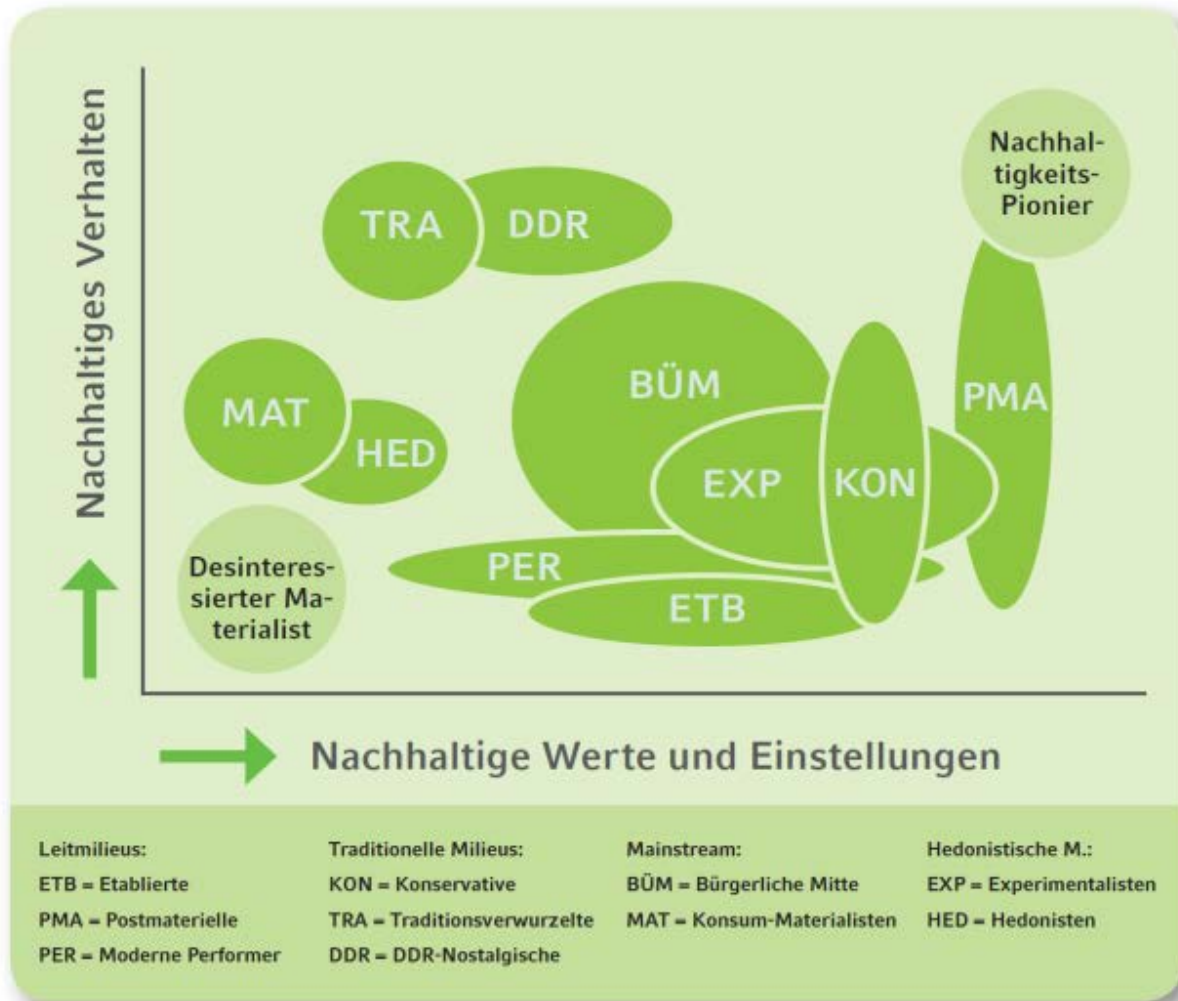 Nachhaltiges Verhalten
Nachhal-
tigkeits-
Pionier
TRA
DDR
BÜM
PMA
MAT
HED
EXP
KON
PER
ETB
Desinteres-
sierter Ma-
terialist
Nachhaltige Werte und Einstellungen
Leitmilieus:
ETB = Etablierte
PMA = Postmaterielle
PER = Moderne Performer
Traditionelle Milieus:
KON = Konservative
TRA = Traditionsverwurzelte
DDR = DDR-Nostalgische
Mainstream:
BÜM = Bürgerliche Mitte
MAT = Konsum-Materialisten
Hedonistische M.:
EXP = Experimentalisten
HED = Hedonisten